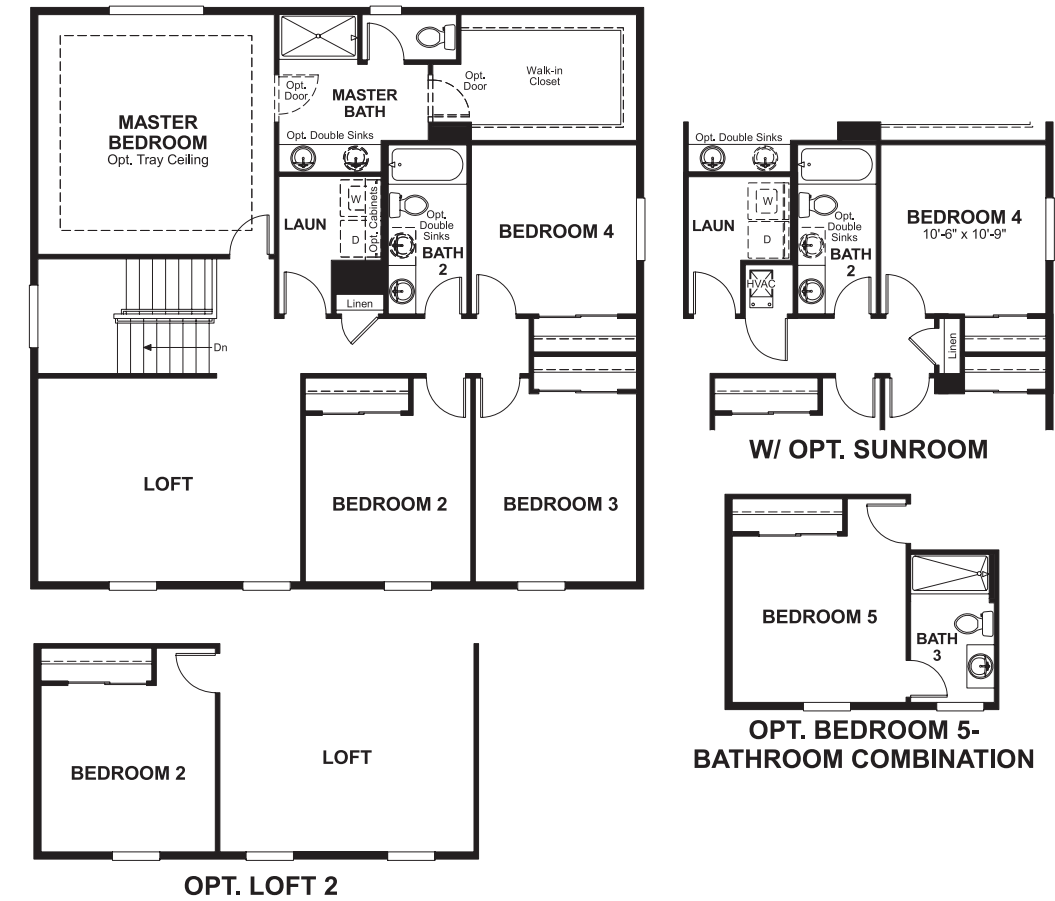 MASTER
BEDROOM
Opt. Tray Ceiling
Opt.
Door
MASTER
BATH
Opt. Double Sinks
Opt.
Door
Walk-in
Closet
LAUN
W
D
Opt. Cabinets
Opt.
Double
Sinks
BATH
2
BEDROOM 4
Linen
Dn
LOFT
BEDROOM 2
BEDROOM 3
Opt. Double Sinks
LAUN
W
D
HVAC
Opt.
Double
Sinks
BATH
2
BEDROOM 4
10'-6" x 10'-9"
Linen
W/ OPT. SUNROOM
BEDROOM 5
BATH
3
OPT. BEDROOM 5-
BATHROOM COMBINATION
BEDROOM 2
LOFT
OPT. LOFT 2